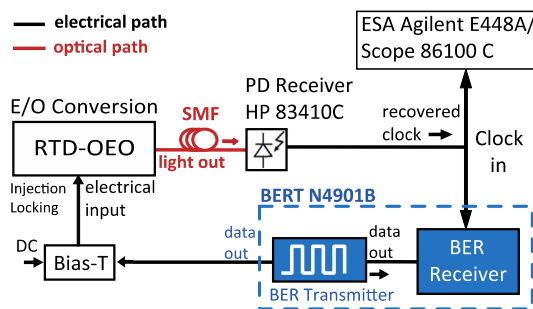 electrical path
optical path
ESA Agilent E448A/
Scope 86100 C
E/O Conversion
SMF
PD Receiver
HP 83410C
RTD-OEO
light out
recovered
clock
Clock
in
Injection
Locking
electrical
input
BERT N4901B
DC
Bias-T
data
out
data
out
BER
Receiver
BER Transmitter